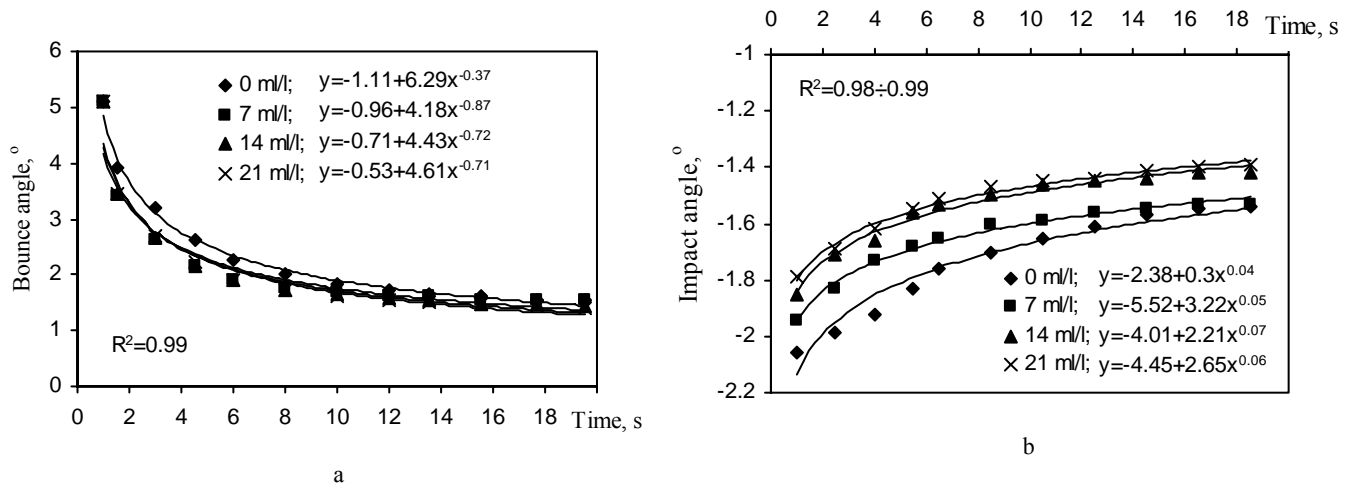 6
5
4
3
2
1
0
Bounce angle, °
0 ml/l; y=-1.11+6.29x^-0.37
7 ml/l; y=-0.96+4.18x^-0.87
14 ml/l; y=-0.71+4.43x^-0.72
21 ml/l; y=-0.53+4.61x^-0.71
R²=0.99
0 2 4 6 8 10 12 14 16 18 Time, s
a
0 2 4 6 8 10 12 14 16 18 Time, s
-1
-1.2
-1.4
-1.6
-1.8
-2
-2.2
Impact angle, °
R²=0.98÷0.99
0 ml/l; y=-2.38+0.3x^0.04
7 ml/l; y=-5.52+3.22x^0.05
14 ml/l; y=-4.01+2.21x^0.07
21 ml/l; y=-4.45+2.65x^0.06
b